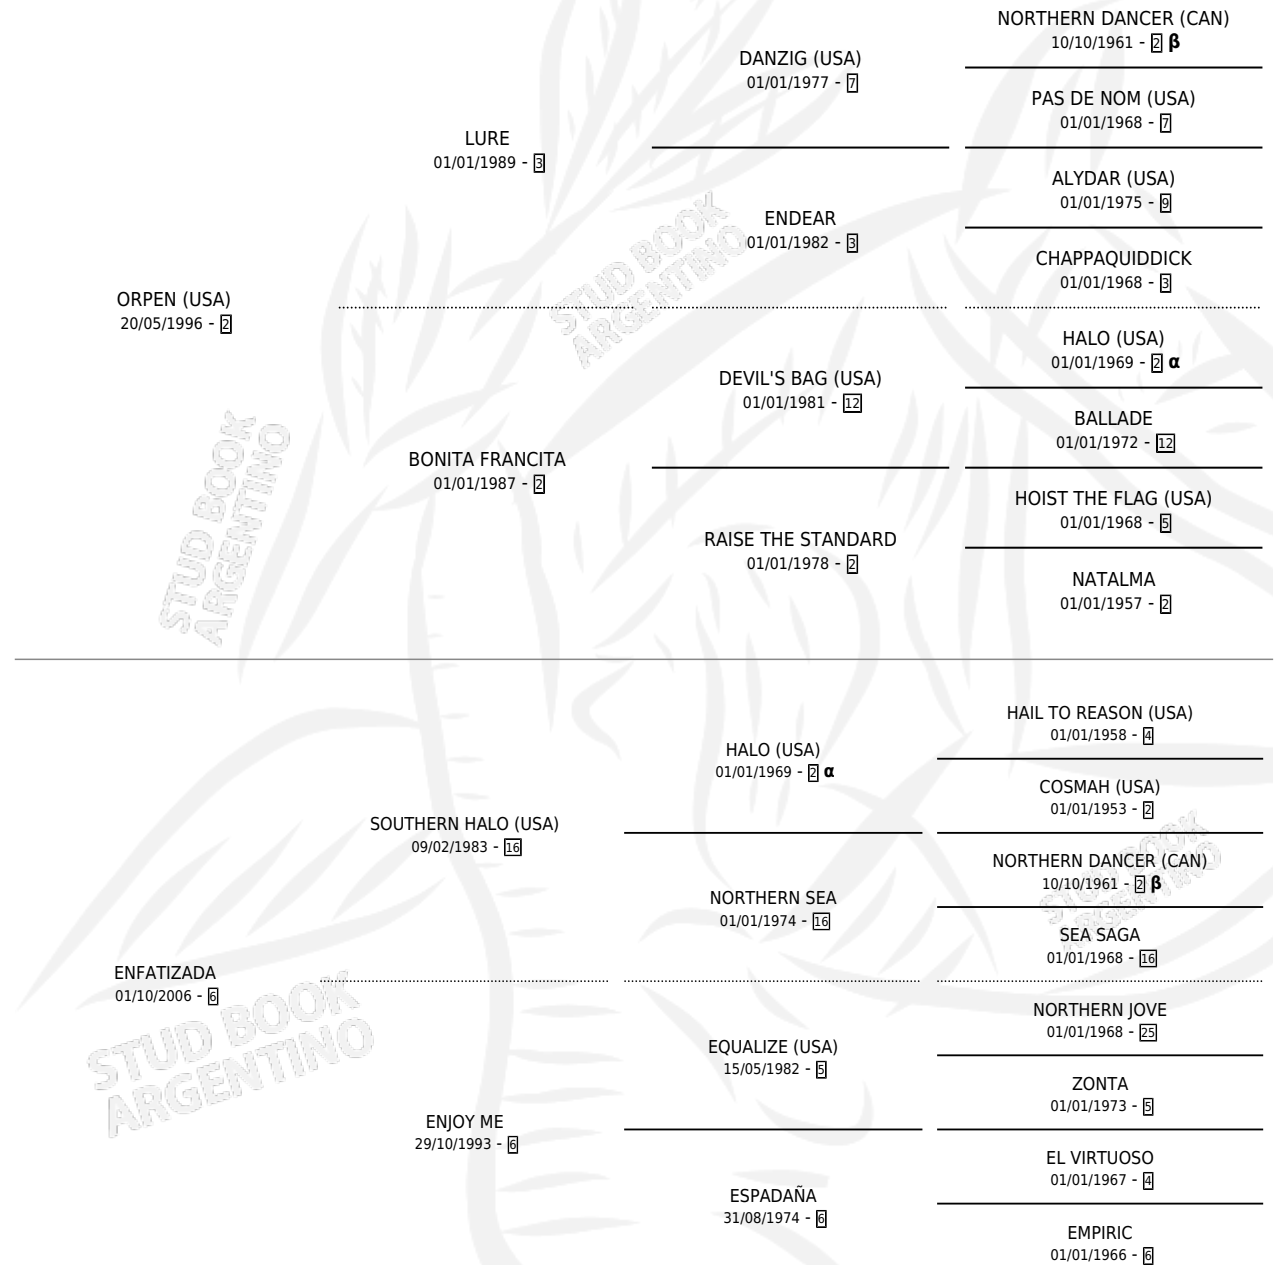 NORTHERN DANCER (CAN)
10/10/1961 - 2 β
DANZIG (USA)
01/01/1977 - 7
PAS DE NOM (USA)
01/01/1968 - 7
LURE
01/01/1989 - 3
ALYDAR (USA)
01/01/1975 - 9
ENDEAR
01/01/1982 - 3
CHAPPAQUIDDICK
01/01/1968 - 3
ORPEN (USA)
20/05/1996 - 2
HALO (USA)
01/01/1969 - 2 α
DEVIL'S BAG (USA)
01/01/1981 - 12
BALLADE
01/01/1972 - 12
BONITA FRANCITA
01/01/1987 - 2
HOIST THE FLAG (USA)
01/01/1968 - 5
RAISE THE STANDARD
01/01/1978 - 2
NATALMA
01/01/1957 - 2
HAIL TO REASON (USA)
01/01/1958 - 4
HALO (USA)
01/01/1969 - 2 α
COSMAH (USA)
01/01/1953 - 2
SOUTHERN HALO (USA)
09/02/1983 - 16
NORTHERN DANCER (CAN)
10/10/1961 - 2 β
NORTHERN SEA
01/01/1974 - 16
SEA SAGA
01/01/1968 - 16
ENFATIZADA
01/10/2006 - 6
NORTHERN JOVE
01/01/1968 - 25
EQUALIZE (USA)
15/05/1982 - 5
ZONTA
01/01/1973 - 5
ENJOY ME
29/10/1993 - 6
EL VIRTUOSO
01/01/1967 - 4
ESPADAÑA
31/08/1974 - 6
EMPIRIC
01/01/1966 - 6
STUD BOOK
ARGENTINO
STUD BOOK
ARGENTINO
STUD BOOK
ARGENTINO
STUD BOOK
ARGENTINO